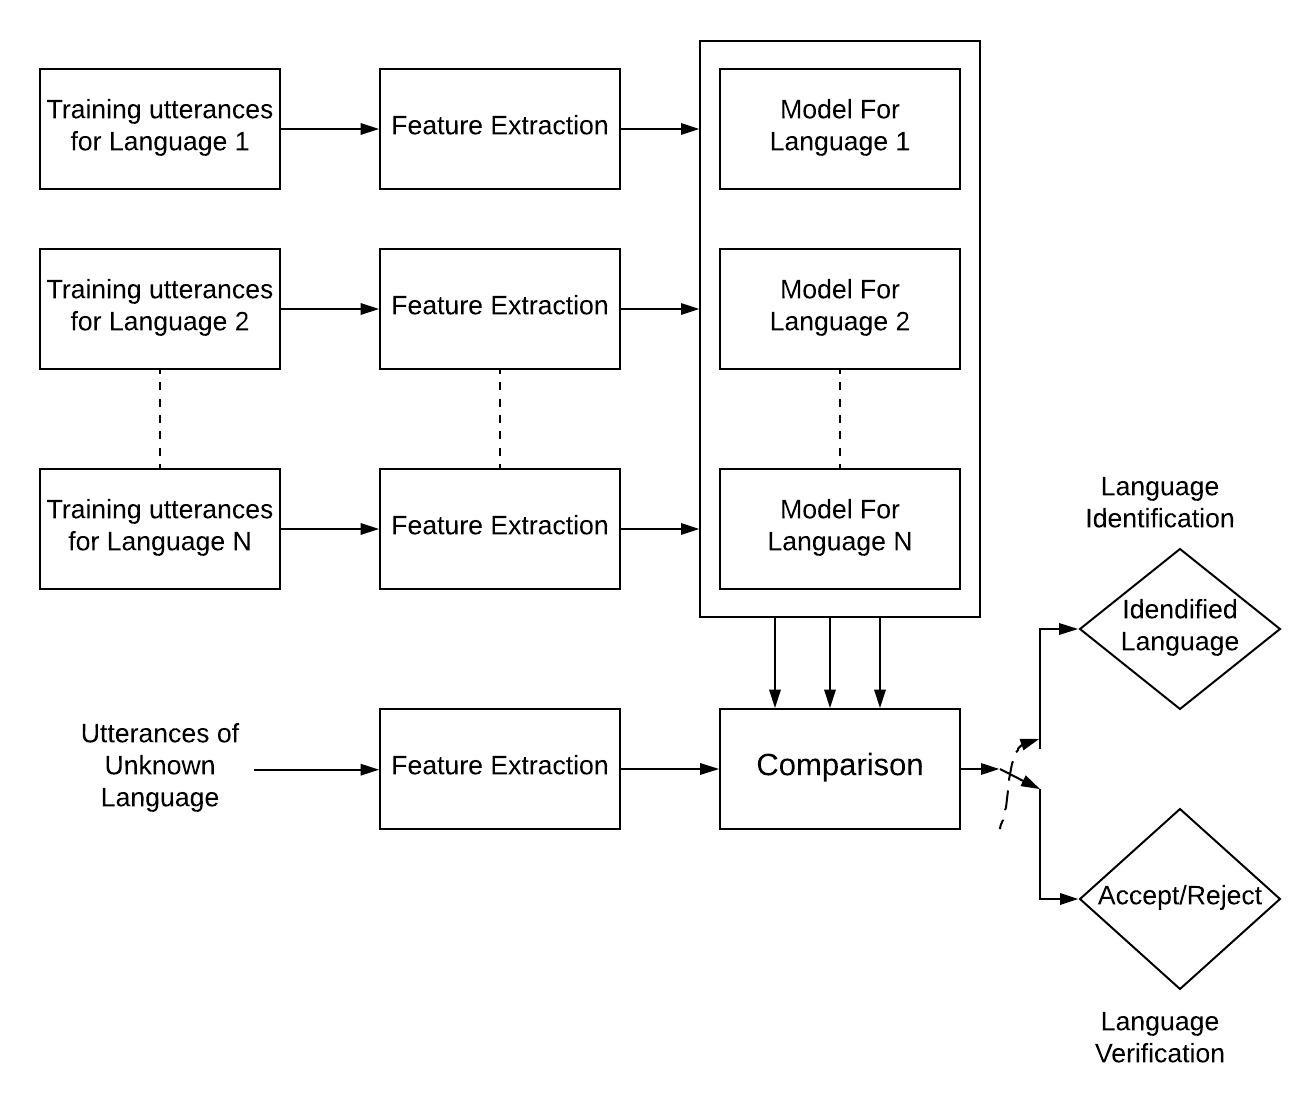 Training utterances
for Language 1
Feature Extraction
Model For
Language 1
Training utterances
for Language 2
Feature Extraction
Model For
Language 2
Training utterances
for Language N
Feature Extraction
Model For
Language N
Language
Identification
Idendified
Language
Utterances of
Unknown
Language
Feature Extraction
Comparison
Accept/Reject
Language
Verification